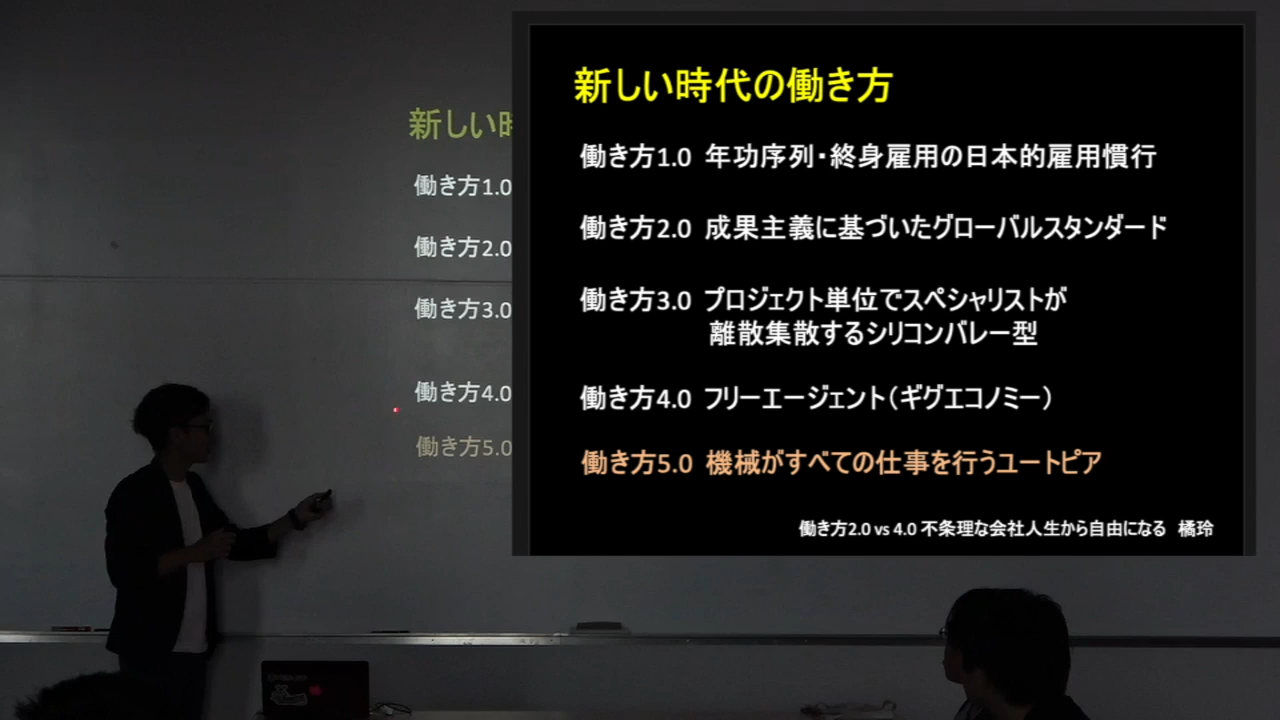 新しい時代の働き方
働き方1.0 年功序列・終身雇用の日本的雇用慣行
働き方2.0 成果主義に基づいたグローバルスタンダード
働き方3.0 プロジェクト単位でスペシャリストが
離散集散するシリコンバレー型
働き方4.0 フリーエージェント(ギグエコノミー)
働き方5.0 機械がすべての仕事を行うユートピア
働き方2.0 vs 4.0 不条理な会社人生から自由になる 橘玲
新しい時
働き方1.0
働き方2.0
働き方3.0
働き方4.0
働き方5.0